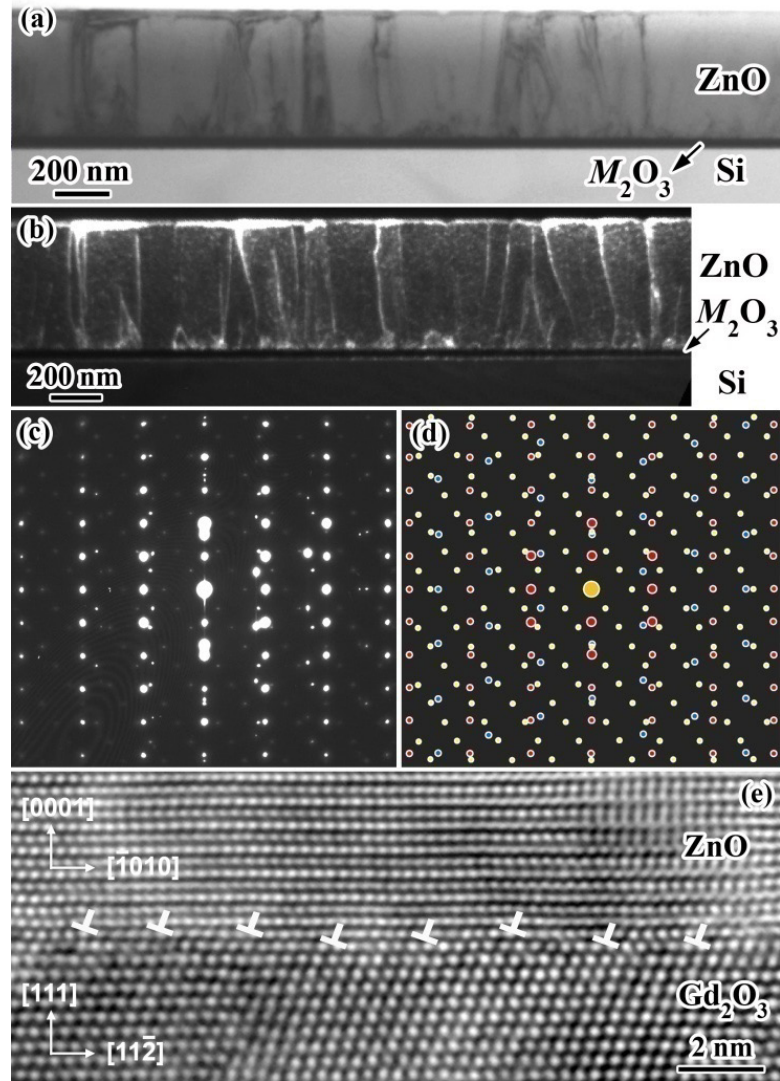 (a)
ZnO
M₂O₃
Si
200 nm
(b)
ZnO
M₂O₃
Si
200 nm
(c)
(d)
(e)
[0001]
[1̄010]
ZnO
[111]
[112̄]
Gd₂O₃
2 nm